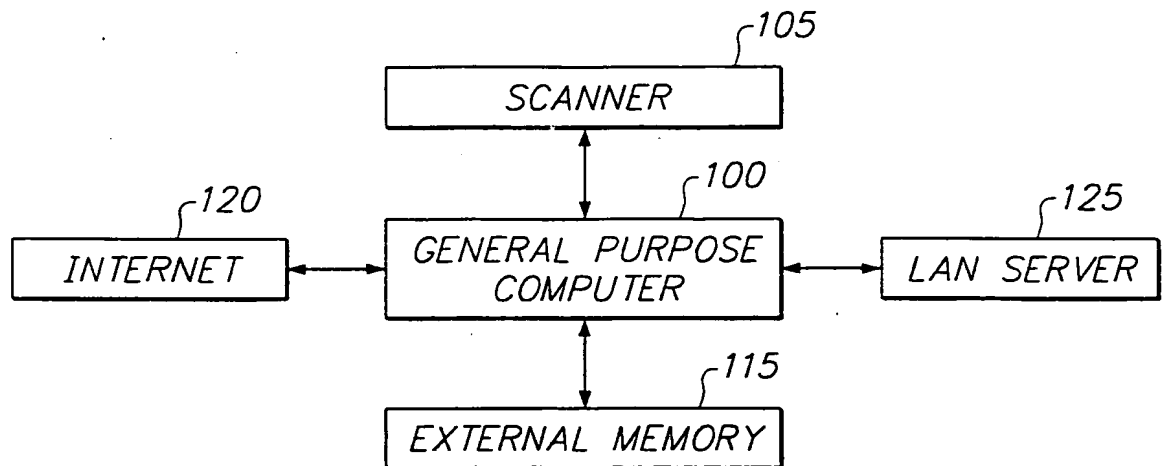 105
SCANNER
100
120
125
GENERAL PURPOSE
COMPUTER
INTERNET
LAN SERVER
115
EXTERNAL MEMORY